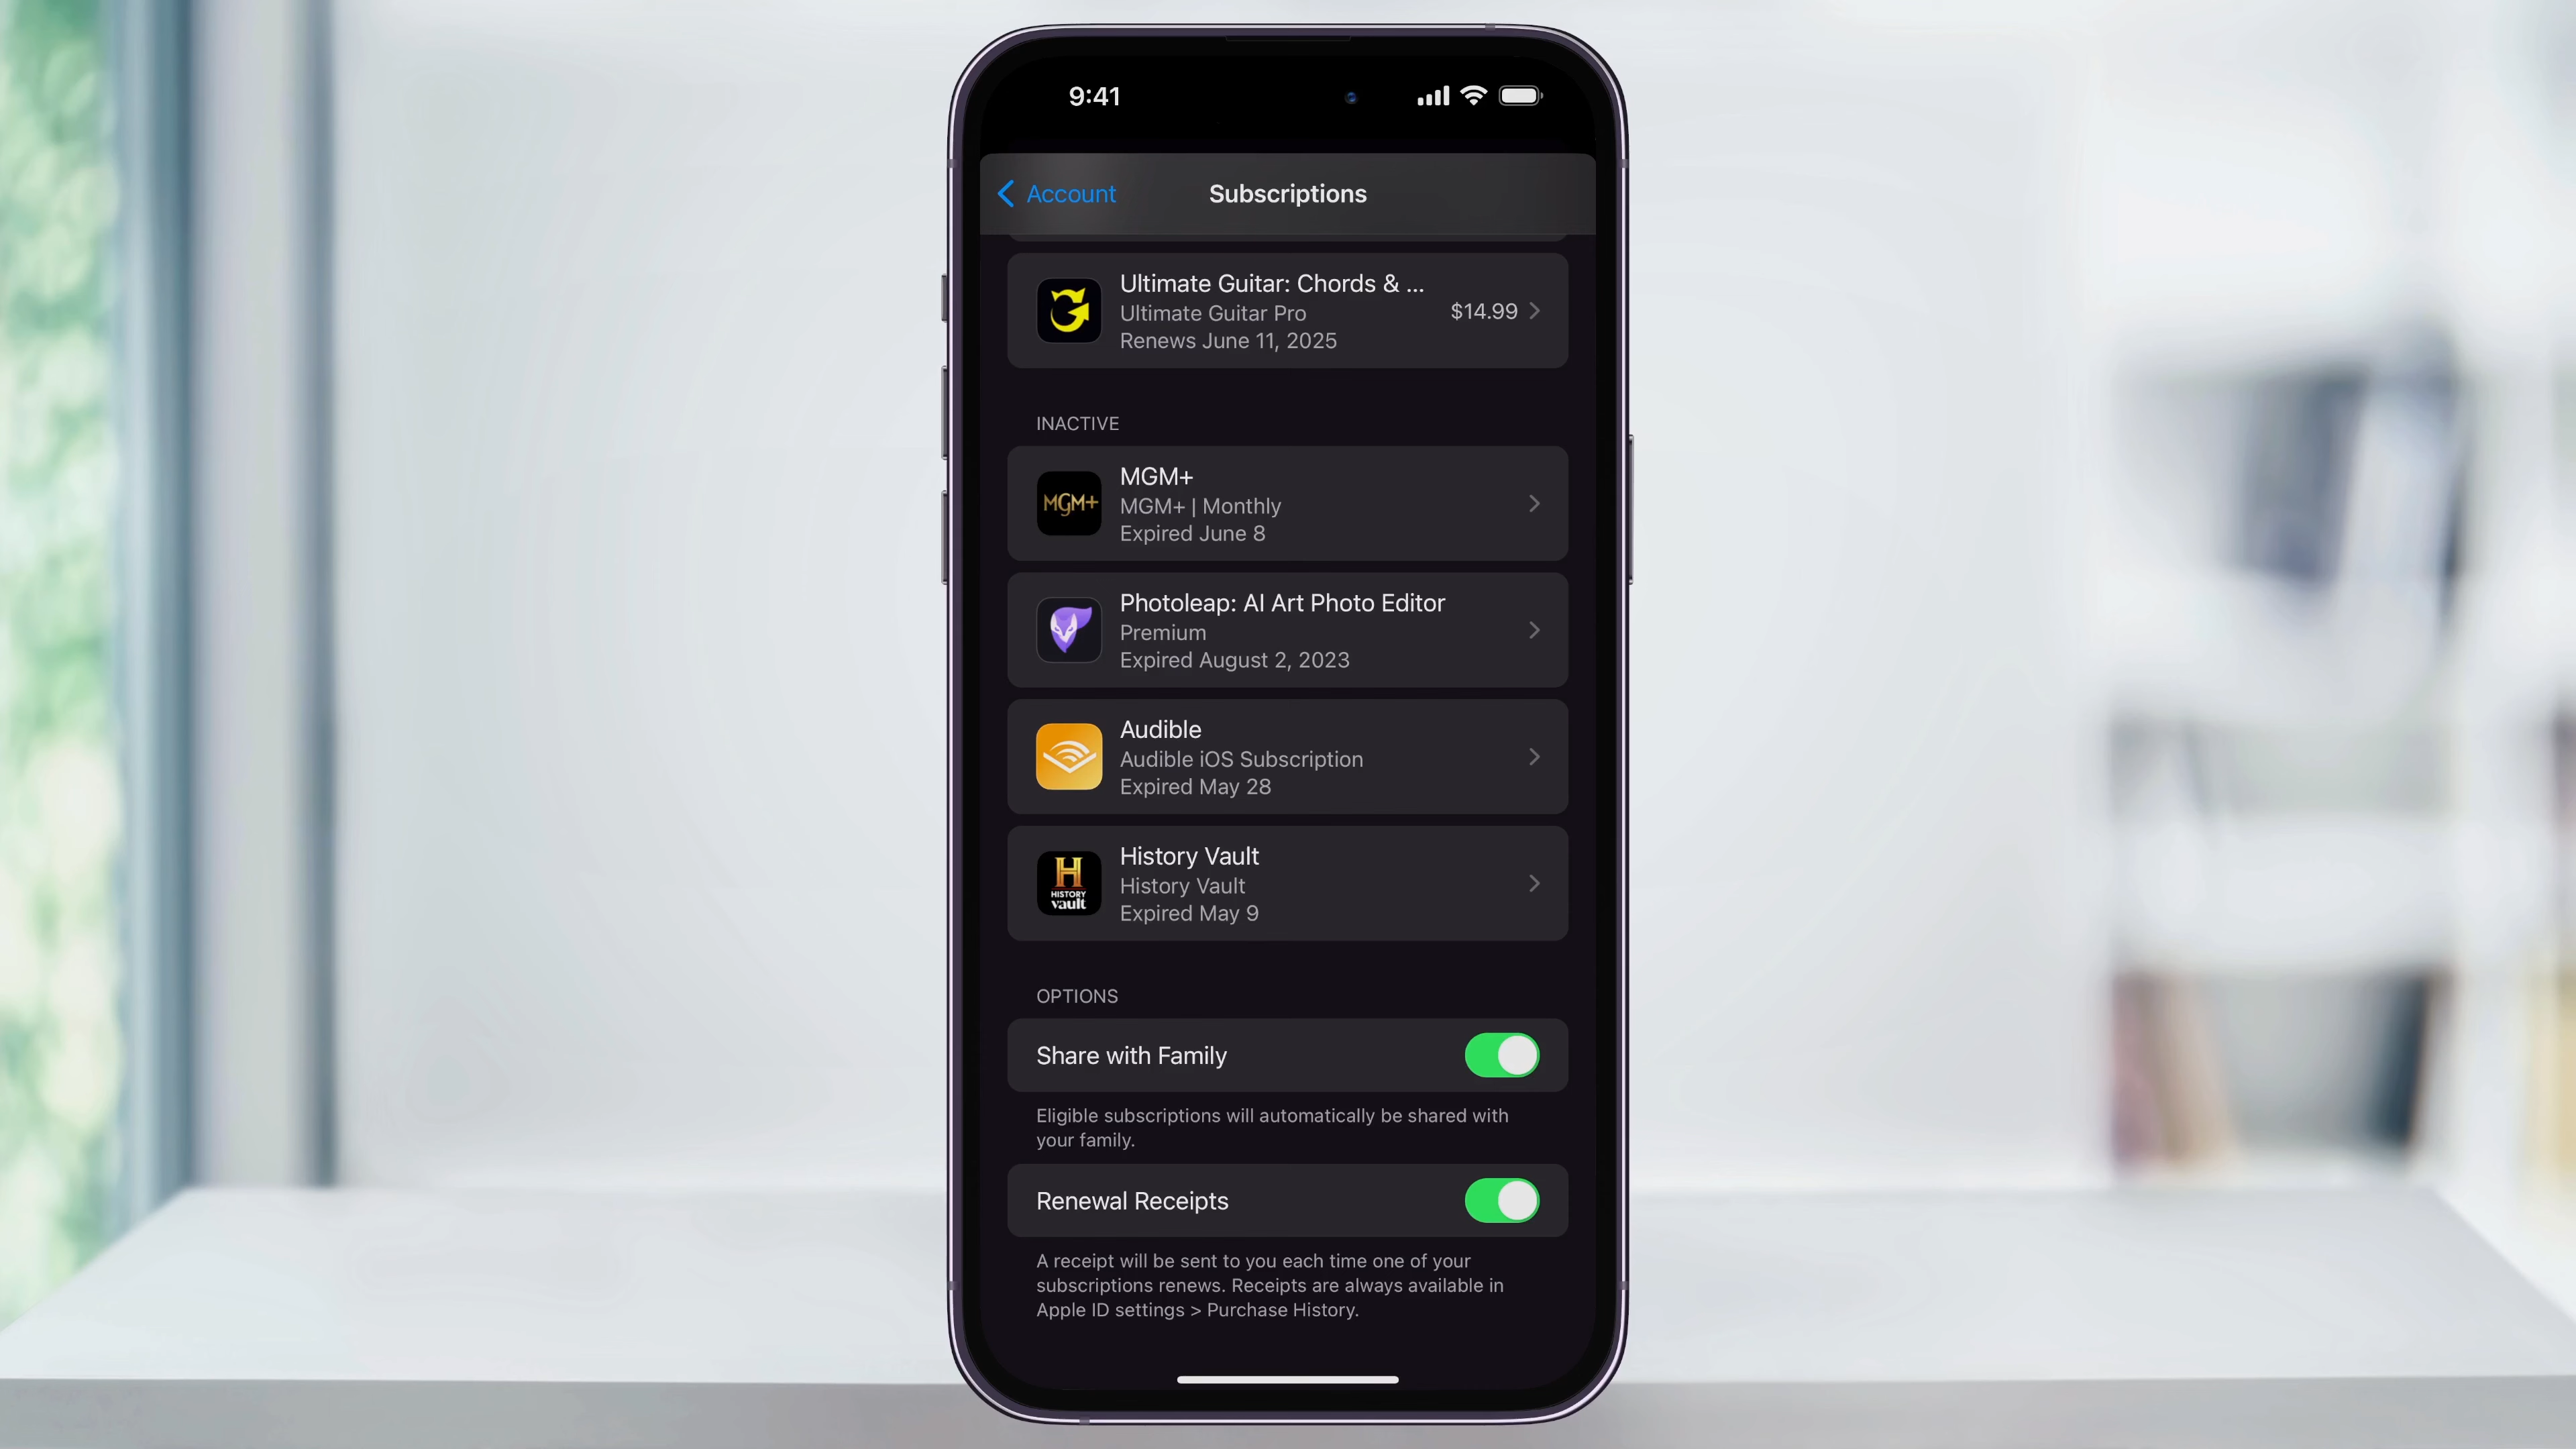 9:41
Account
Subscriptions
Ultimate Guitar: Chords & ...
Ultimate Guitar Pro
Renews June 11, 2025
$14.99
INACTIVE
MGM+
MGM+
MGM+ | Monthly
Expired June 8
Photoleap: AI Art Photo Editor
Premium
Expired August 2, 2023
Audible
Audible iOS Subscription
Expired May 28
H
HISTORY
vault
History Vault
History Vault
Expired May 9
OPTIONS
Share with Family
Eligible subscriptions will automatically be shared with
your family.
Renewal Receipts
A receipt will be sent to you each time one of your
subscriptions renews. Receipts are always available in
Apple ID settings > Purchase History.